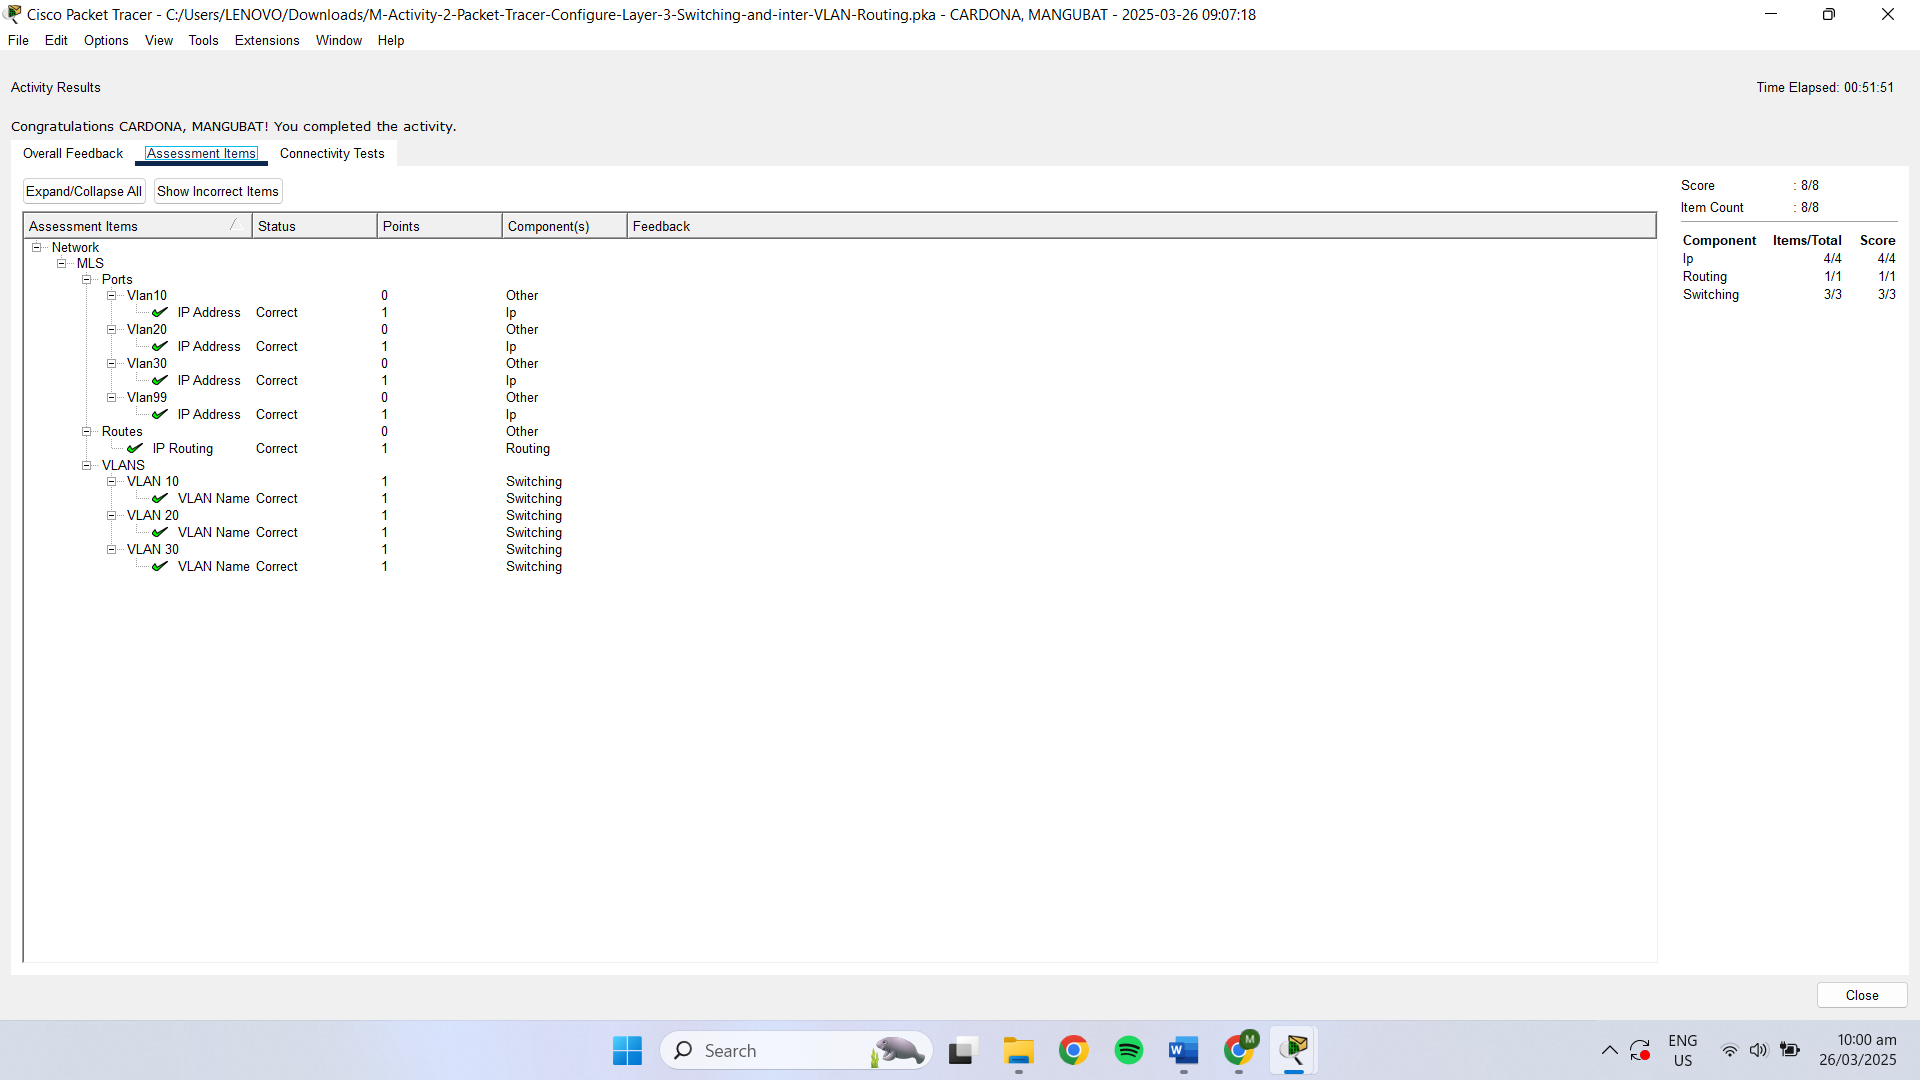 Cisco Packet Tracer - C:/Users/LENOVO/Downloads/M-Activity-2-Packet-Tracer-Configure-Layer-3-Switching-and-inter-VLAN-Routing.pka - CARDONA, MANGUBAT - 2025-03-26 09:07:18
File Edit Options View Tools Extensions Window Help
Activity Results Time Elapsed: 00:51:51
Congratulations CARDONA, MANGUBAT! You completed the activity.
Overall Feedback Assessment Items Connectivity Tests
Expand/Collapse All Show Incorrect Items
Assessment Items Status Points Component(s) Feedback
Network
MLS
Ports
Vlan10 0 Other
IP Address Correct 1 Ip
Vlan20 0 Other
IP Address Correct 1 Ip
Vlan30 0 Other
IP Address Correct 1 Ip
Vlan99 0 Other
IP Address Correct 1 Ip
Routes 0 Other
IP Routing Correct 1 Routing
VLANS
VLAN 10 1 Switching
VLAN Name Correct 1 Switching
VLAN 20 1 Switching
VLAN Name Correct 1 Switching
VLAN 30 1 Switching
VLAN Name Correct 1 Switching
Score : 8/8
Item Count : 8/8
Component Items/Total Score
Ip 4/4 4/4
Routing 1/1 1/1
Switching 3/3 3/3
Close
Search
W
M
ENG
US
10:00 am
26/03/2025